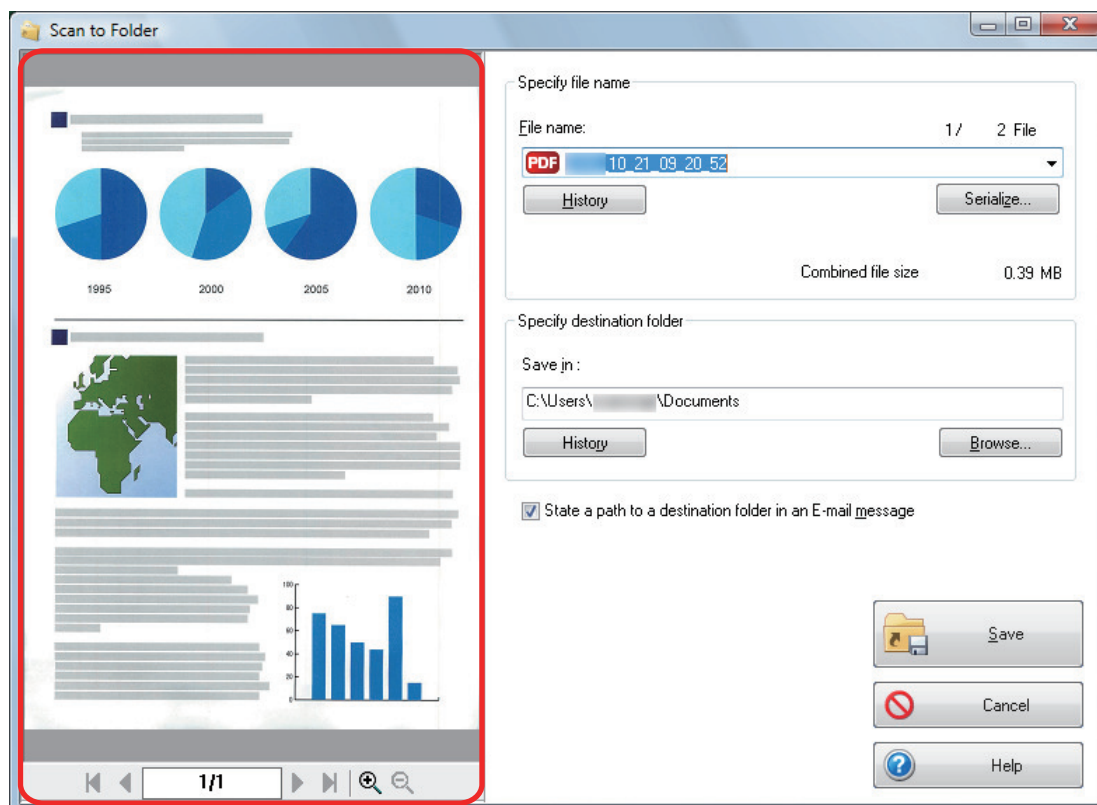 Scan to Folder
1995 2000 2005 2010
100
80
60
40
20
0
1/1
Specify file name
File name: 1/ 2 File
PDF 10_21_09_20_52
History Serialize...
Combined file size 0.39 MB
Specify destination folder
Save in :
C:\Users\ \Documents
History Browse...
State a path to a destination folder in an E-mail message
Save
Cancel
Help